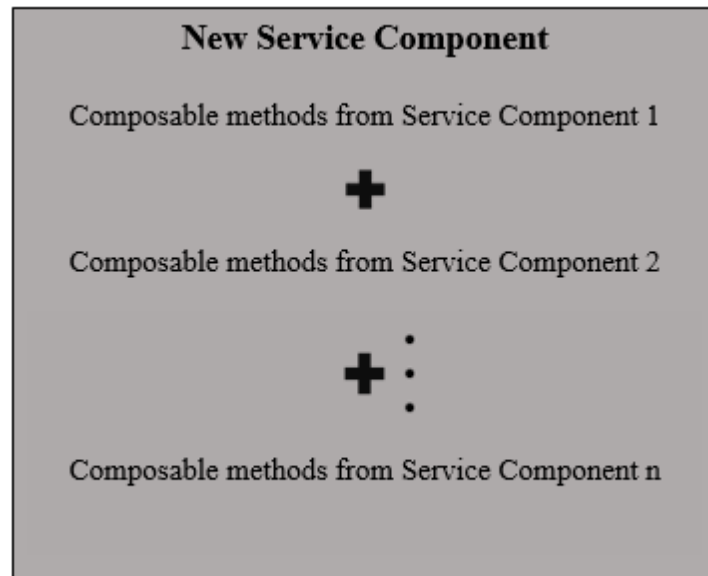 New Service Component
Composable methods from Service Component 1
+
Composable methods from Service Component 2
+ ⋮
Composable methods from Service Component n